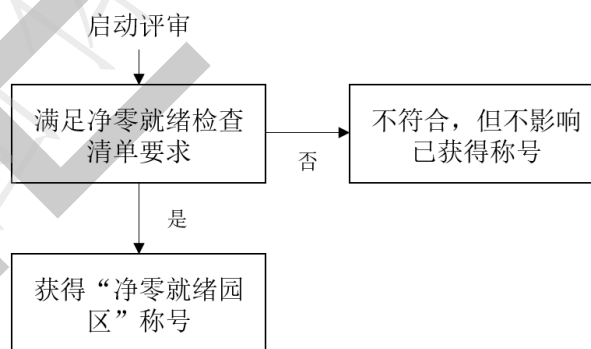 启动评审
满足净零就绪检查
清单要求
不符合，但不影响
已获得称号
否
是
获得“净零就绪园
区”称号